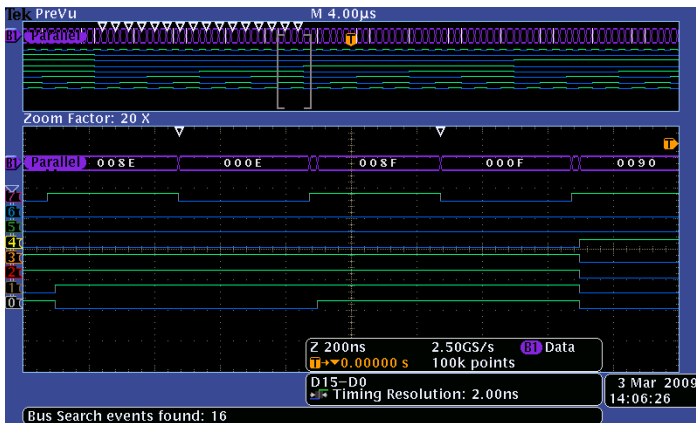 Tek PreVu M 4.00µs
B1 Parallel
T
Zoom Factor: 20 X
T
B1 Parallel 008E 000E 008F 000F 0090
7
6
5
4
3
2
1
0
Z 200ns 2.50GS/s B1 Data
T→▼0.00000 s 100k points
D15-D0
Timing Resolution: 2.00ns
3 Mar 2009
14:06:26
Bus Search events found: 16